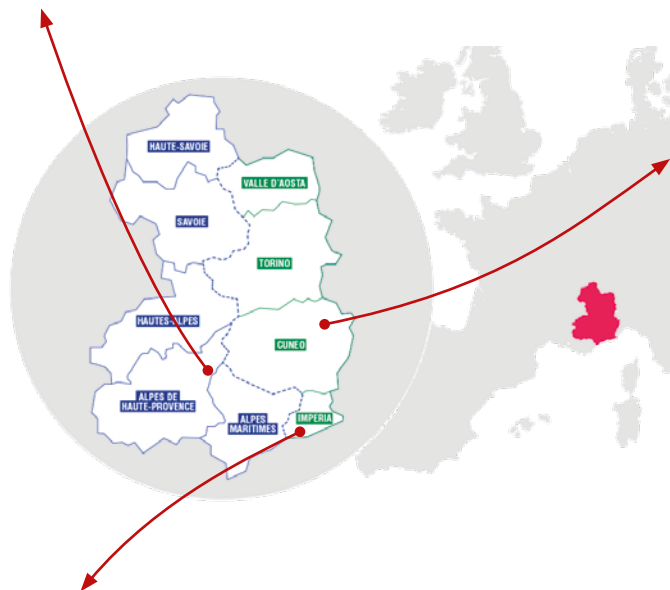 HAUTE-SAVOIE
VALLE D'AOSTA
SAVOIE
TORINO
HAUTES-ALPES
CUNEO
ALPES DE
HAUTE-PROVENCE
ALPES
MARITIMES
IMPERIA